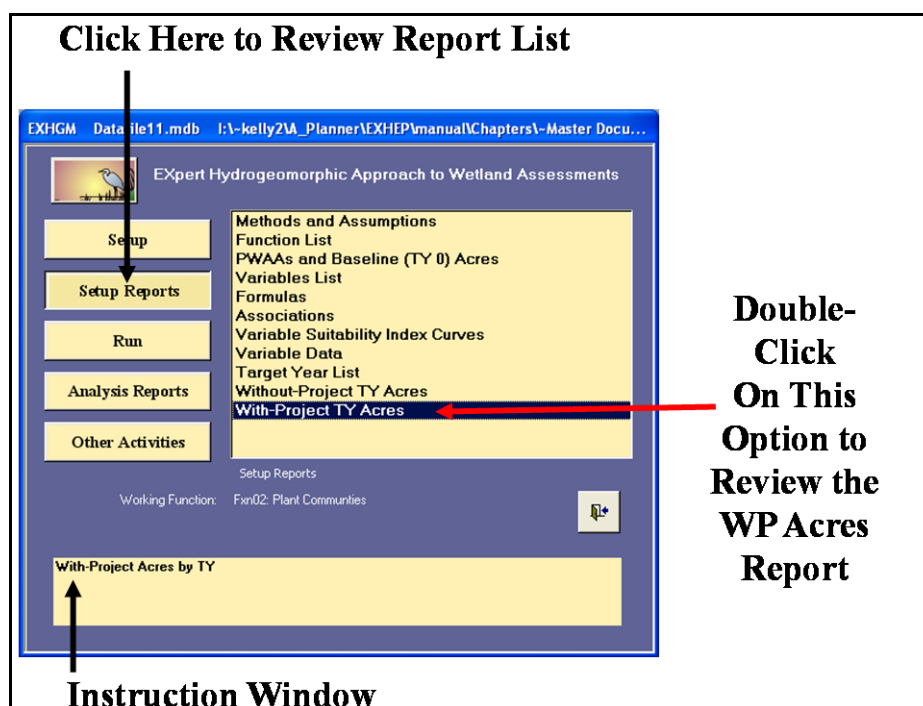 Click Here to Review Report List
EXHGM Datafile11.mdb I:\~kelly2\A_Planner\EXHEP\manual\Chapters\~Master Docu...
EXpert Hydrogeomorphic Approach to Wetland Assessments
Setup
Setup Reports
Run
Analysis Reports
Other Activities
Methods and Assumptions
Function List
PWAAs and Baseline (TY 0) Acres
Variables List
Formulas
Associations
Variable Suitability Index Curves
Variable Data
Target Year List
Without-Project TY Acres
With-Project TY Acres
Setup Reports
Working Function: Fxn02: Plant Communties
With-Project Acres by TY
Double-
Click
On This
Option to
Review the
WP Acres
Report
Instruction Window